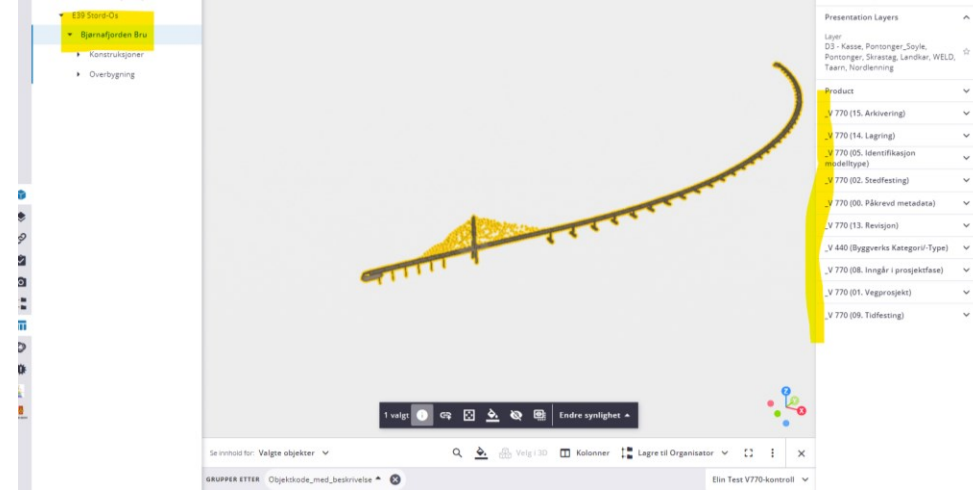 E39 Stord-Os
Bjørnafjorden Bru
Konstruksjoner
Overbygning
Presentation Layers
Layer
D3 - Kasse, Pontonger_Soyle,
Pontonger, Skrastag, Landkar, WELD,
Taarn, Nordlenning
Product
_V 770 (15. Arkivering)
_V 770 (14. Lagring)
_V 770 (05. Identifikasjon
modelltype)
_V 770 (02. Stedfesting)
_V 770 (00. Påkrevd metadata)
_V 770 (13. Revisjon)
_V 440 (Byggverks Kategori/-Type)
_V 770 (08. Inngår i prosjektfase)
_V 770 (01. Vegprosjekt)
_V 770 (09. Tidfesting)
Z
Y
X
1 valgt
Endre synlighet
Se innhold for: Valgte objekter
Velg i 3D
Kolonner
Lagre til Organisator
GRUPPER ETTER
Objektkode_med_beskrivelse
Elin Test V770-kontroll